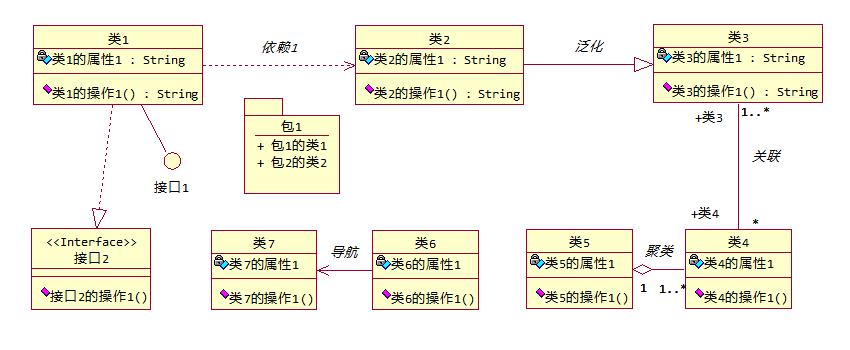 类1
类1的属性1 : String
类1的操作1() : String
依赖1
类2
类2的属性1 : String
类2的操作1() : String
泛化
类3
类3的属性1 : String
类3的操作1() : String
+类3
1..*
关联
+类4
*
接口1
包1
+ 包1的类1
+ 包2的类2
<<Interface>>
接口2
接口2的操作1()
类7
类7的属性1
类7的操作1()
导航
类6
类6的属性1
类6的操作1()
类5
类5的属性1
类5的操作1()
聚类
1
1..*
类4
类4的属性1
类4的操作1()